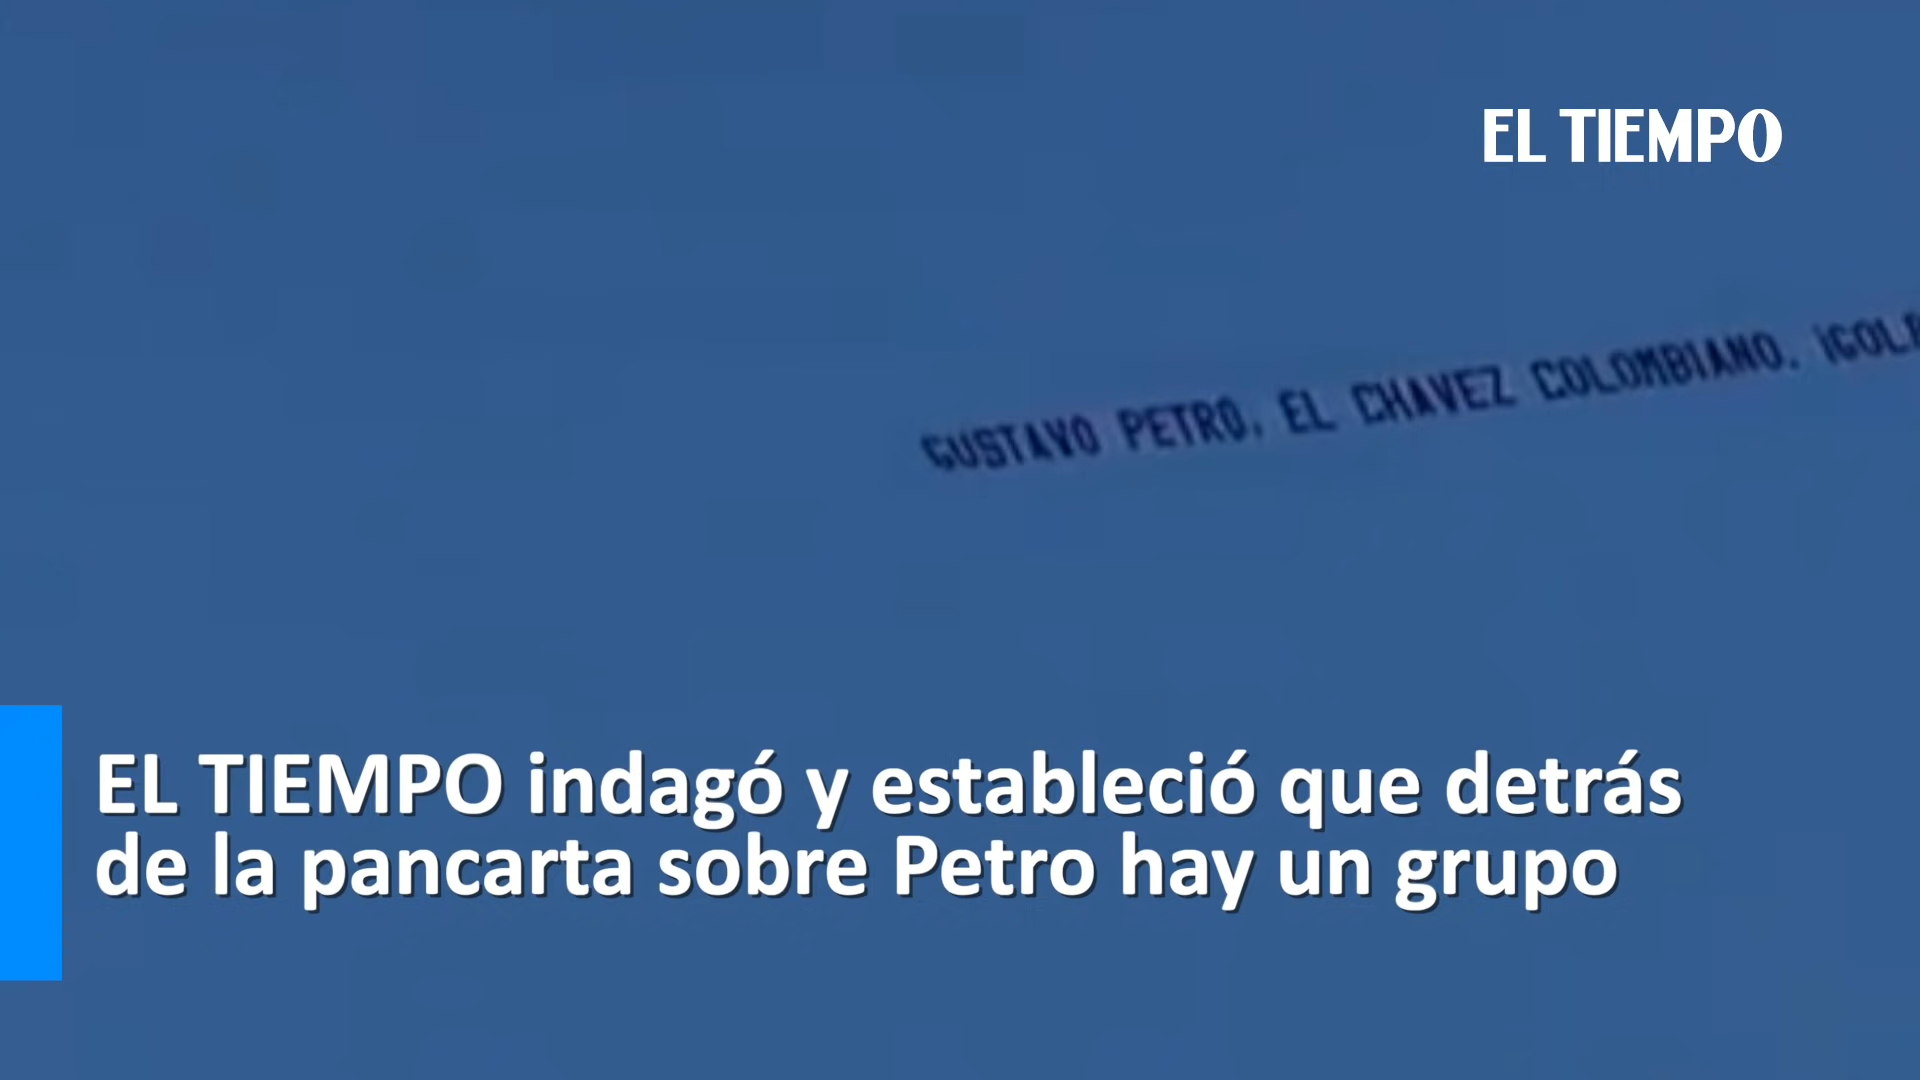 EL TIEMPO
GUSTAVO PETRO, EL CHAVEZ COLOMBIANO.
EL TIEMPO indagó y estableció que detrás
de la pancarta sobre Petro hay un grupo